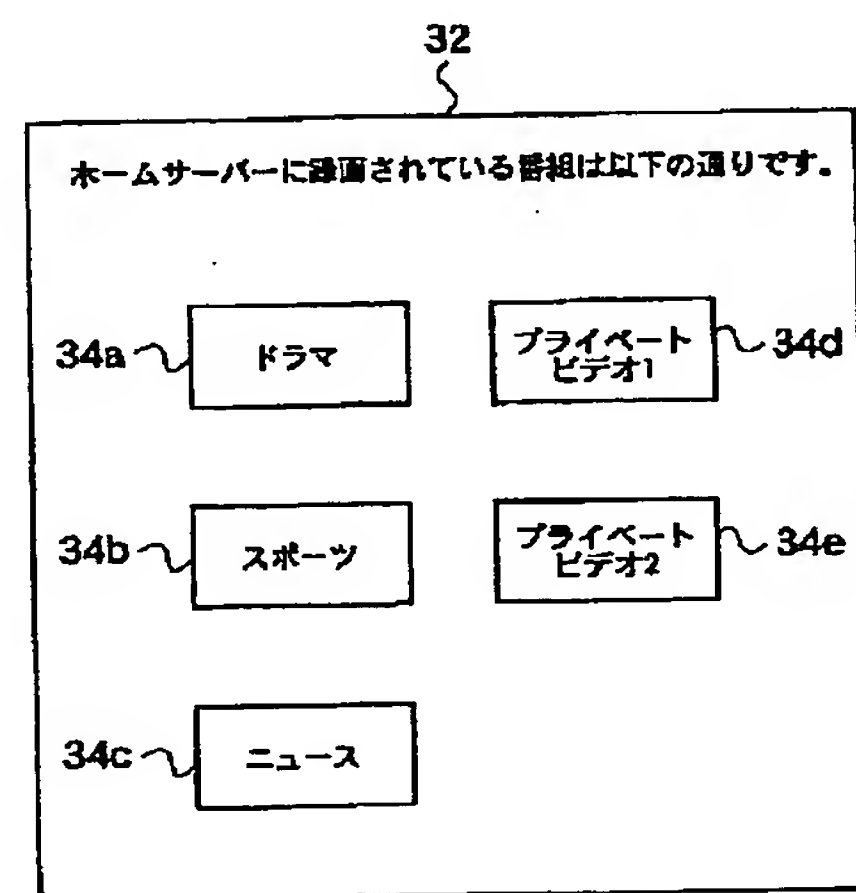 32
ホームサーバーに録画されている番組は以下の通りです。
34a
ドラマ
プライベート
ビデオ1
34d
34b
スポーツ
プライベート
ビデオ2
34e
34c
ニュース